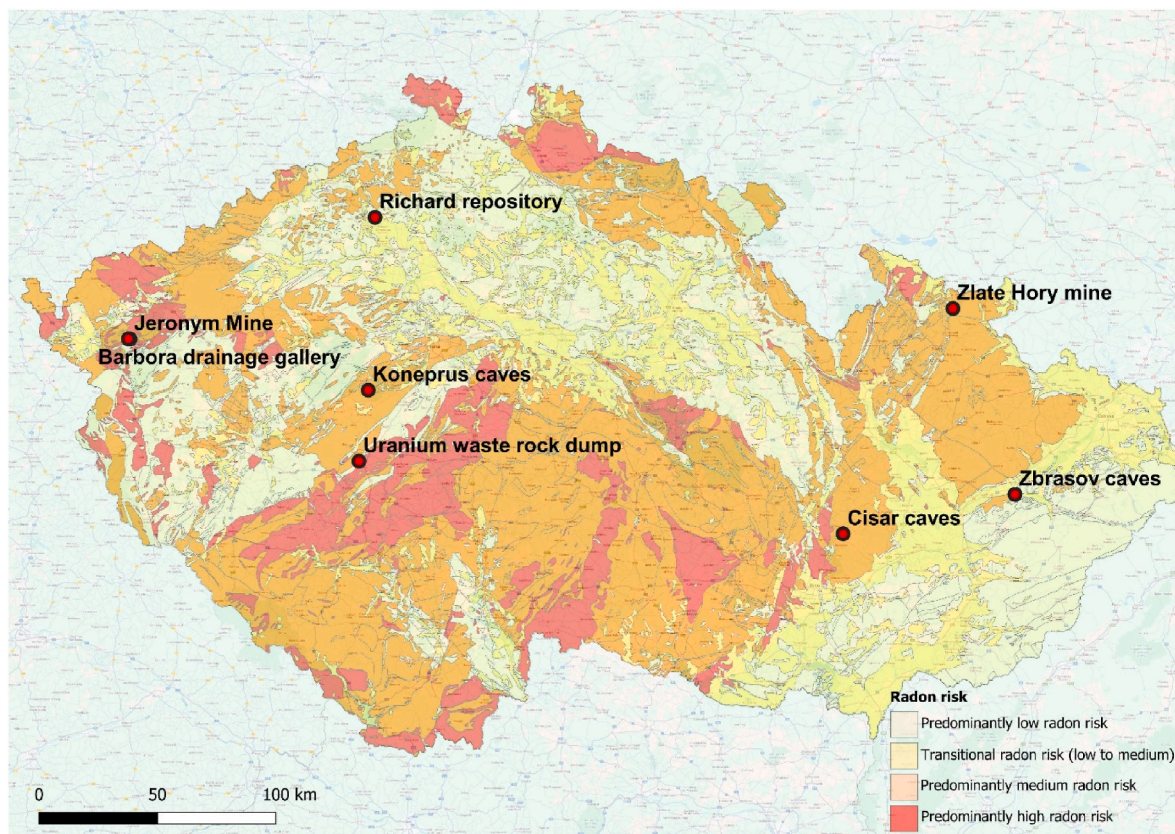 Richard repository
Zlate Hory mine
Jeronym Mine
Barbora drainage gallery
Koneprus caves
Uranium waste rock dump
Zbrasov caves
Cisar caves
Radon risk
Predominantly low radon risk
Transitional radon risk (low to medium)
Predominantly medium radon risk
Predominantly high radon risk
0 50 100 km